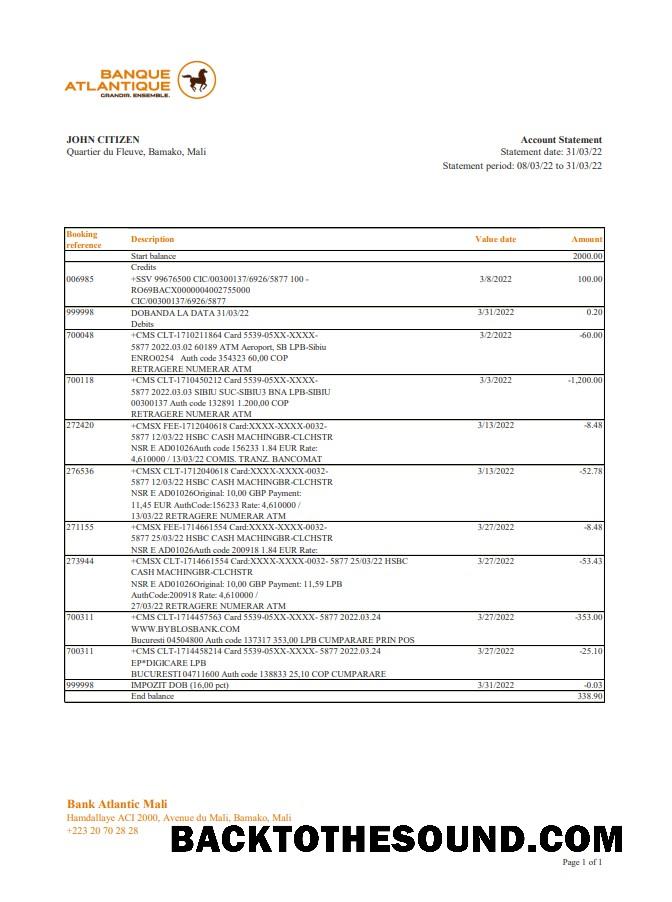 BANQUE
ATLANTIQUE
GRANDIR. ENSEMBLE.
JOHN CITIZEN
Quartier du Fleuve, Bamako, Mali
Account Statement
Statement date: 31/03/22
Statement period: 08/03/22 to 31/03/22
Booking reference Description Value date Amount
Start balance 2000.00
Credits
006985 +SSV 99676500 CIC/00300137/6926/5877 100 - 3/8/2022 100.00
RO69BACX0000004002755000
CIC/00300137/6926/5877
999998 DOBANDA LA DATA 31/03/22 3/31/2022 0.20
Debits
700048 +CMS CLT-1710211864 Card 5539-05XX-XXXX- 3/2/2022 -60.00
5877 2022.03.02 60189 ATM Aeroport, SB LPB-Sibiu
ENRO0254 Auth code 354323 60,00 COP
RETRAGERE NUMERAR ATM
700118 +CMS CLT-1710450212 Card 5539-05XX-XXXX- 3/3/2022 -1,200.00
5877 2022.03.03 SIBIU SUC-SIBIU3 BNA LPB-SIBIU
00300137 Auth code 132891 1.200,00 COP
RETRAGERE NUMERAR ATM
272420 +CMSX FEE-1712040618 Card:XXXX-XXXX-0032- 3/13/2022 -8.48
5877 12/03/22 HSBC CASH MACHINGBR-CLCHSTR
NSR E AD01026Auth code 156233 1.84 EUR Rate:
4,610000 / 13/03/22 COMIS. TRANZ. BANCOMAT
276536 +CMSX CLT-1712040618 Card:XXXX-XXXX-0032- 3/13/2022 -52.78
5877 12/03/22 HSBC CASH MACHINGBR-CLCHSTR
NSR E AD01026Original: 10,00 GBP Payment:
11,45 EUR AuthCode:156233 Rate: 4,610000 /
13/03/22 RETRAGERE NUMERAR ATM
271155 +CMSX FEE-1714661554 Card:XXXX-XXXX-0032- 3/27/2022 -8.48
5877 25/03/22 HSBC CASH MACHINGBR-CLCHSTR
NSR E AD01026Auth code 200918 1.84 EUR Rate:
273944 +CMSX CLT-1714661554 Card:XXXX-XXXX-0032- 5877 25/03/22 HSBC 3/27/2022 -53.43
CASH MACHINGBR-CLCHSTR
NSR E AD01026Original: 10,00 GBP Payment: 11,59 LPB
AuthCode:200918 Rate: 4,610000 /
27/03/22 RETRAGERE NUMERAR ATM
700311 +CMS CLT-1714457563 Card 5539-05XX-XXXX- 5877 2022.03.24 3/27/2022 -353.00
WWW.BYBLOSBANK.COM
Bucuresti 04504800 Auth code 137317 353,00 LPB CUMPARARE PRIN POS
700311 +CMS CLT-1714458214 Card 5539-05XX-XXXX- 5877 2022.03.24 3/27/2022 -25.10
EP*DIGICARE LPB
BUCURESTI04711600 Auth code 138833 25,10 COP CUMPARARE
999998 IMPOZIT DOB (16,00 pct) 3/31/2022 -0.03
End balance 338.90
Bank Atlantic Mali
Hamdallaye ACI 2000, Avenue du Mali, Bamako, Mali
+223 20 70 28 28
BACKTOTHESOUND.COM
Page 1 of 1